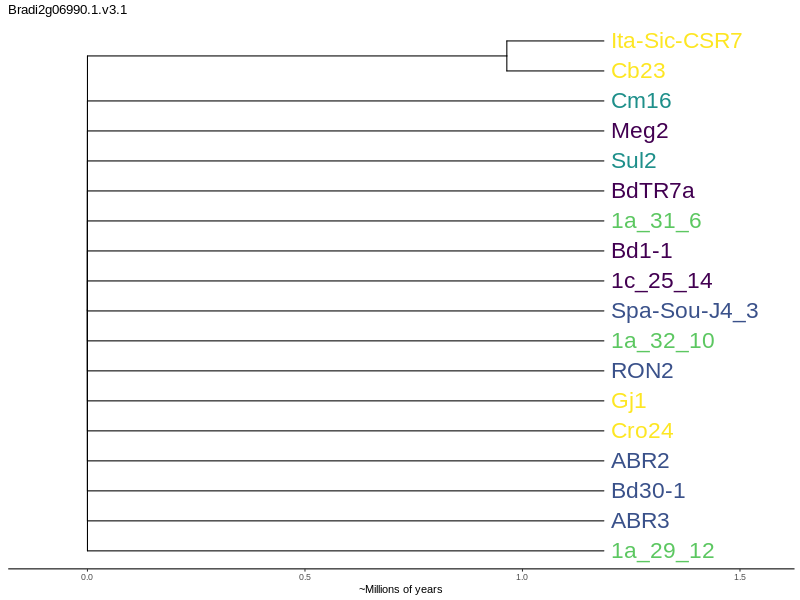 Bradi2g06990.1.v3.1
Ita-Sic-CSR7
Cb23
Cm16
Meg2
Sul2
BdTR7a
1a_31_6
Bd1-1
1c_25_14
Spa-Sou-J4_3
1a_32_10
RON2
Gj1
Cro24
ABR2
Bd30-1
ABR3
1a_29_12
0.0 0.5 1.0 1.5
~Millions of years